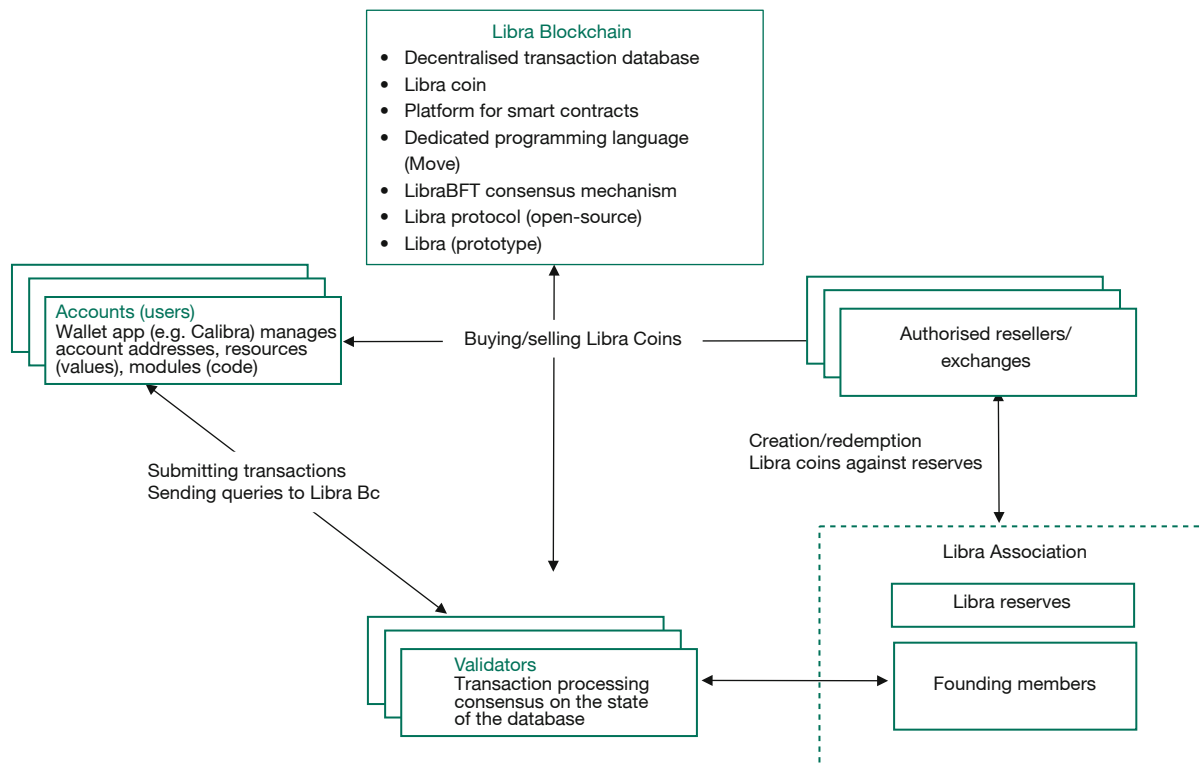 Libra Blockchain
• Decentralised transaction database
• Libra coin
• Platform for smart contracts
• Dedicated programming language
(Move)
• LibraBFT consensus mechanism
• Libra protocol (open-source)
• Libra (prototype)
Accounts (users)
Wallet app (e.g. Calibra) manages
account addresses, resources
(values), modules (code)
Buying/selling Libra Coins
Authorised resellers/
exchanges
Creation/redemption
Libra coins against reserves
Submitting transactions
Sending queries to Libra Bc
Libra Association
Libra reserves
Founding members
Validators
Transaction processing
consensus on the state
of the database